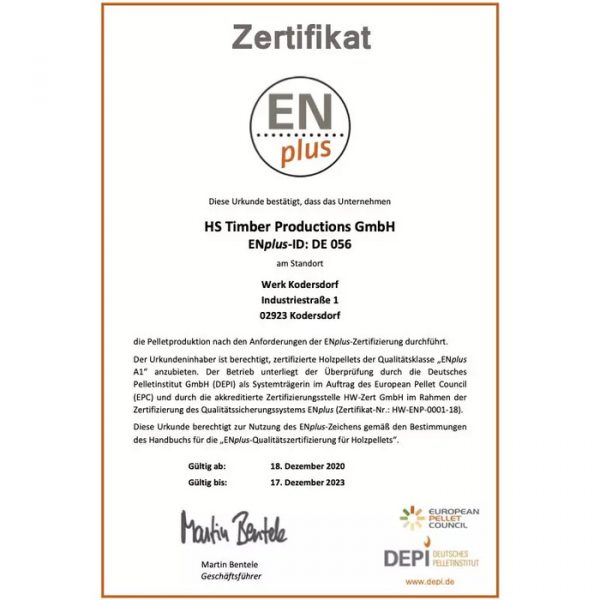 Zertifikat
EN
plus
Diese Urkunde bestätigt, dass das Unternehmen
HS Timber Productions GmbH
ENplus-ID: DE 056
am Standort
Werk Kodersdorf
Industriestraße 1
02923 Kodersdorf
die Pelletproduktion nach den Anforderungen der ENplus-Zertifizierung durchführt.
Der Urkundeninhaber ist berechtigt, zertifizierte Holzpellets der Qualitätsklasse „ENplus
A1“ anzubieten. Der Betrieb unterliegt der Überprüfung durch die Deutsches
Pelletinstitut GmbH (DEPI) als Systemträgerin im Auftrag des European Pellet Council
(EPC) und durch die akkreditierte Zertifizierungsstelle HW-Zert GmbH im Rahmen der
Zertifizierung des Qualitätssicherungssystems ENplus (Zertifikat-Nr.: HW-ENP-0001-18).
Diese Urkunde berechtigt zur Nutzung des ENplus-Zeichens gemäß den Bestimmungen
des Handbuchs für die „ENplus-Qualitätszertifizierung für Holzpellets“.
Gültig ab: 18. Dezember 2020
Gültig bis: 17. Dezember 2023
Martin Bentele
Martin Bentele
Geschäftsführer
EUROPEAN
PELLET
COUNCIL
DEPI DEUTSCHES
PELLETINSTITUT
www.depi.de